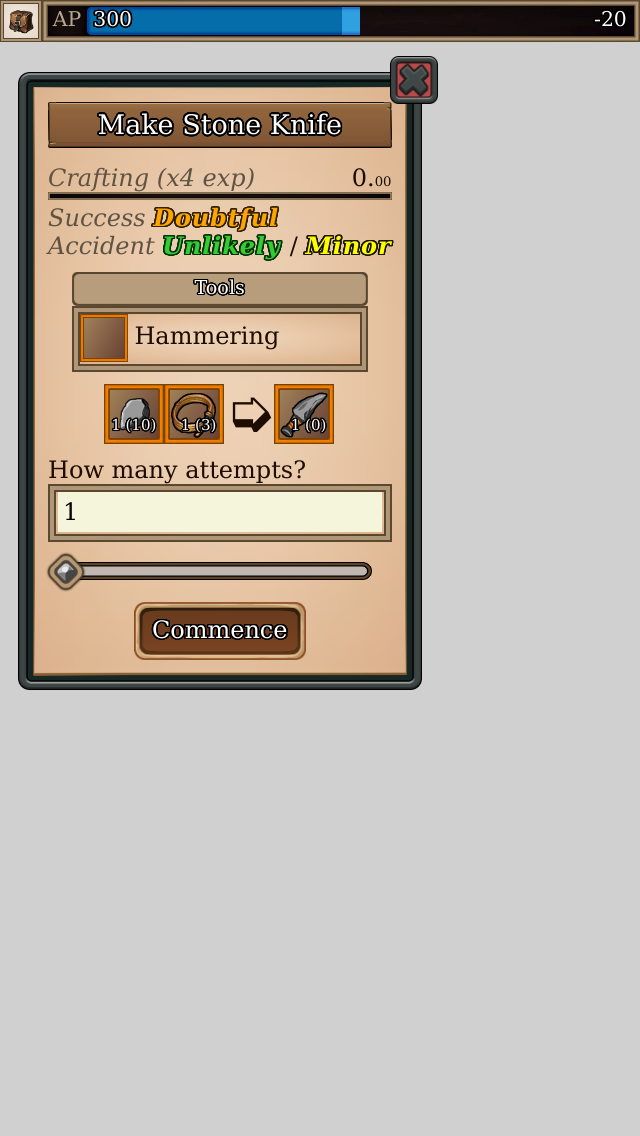 AP 300 -20
Make Stone Knife
Crafting (x4 exp) 0.00
Success Doubtful
Accident Unlikely / Minor
Tools
Hammering
1 (10) 1 (3) 1 (0)
How many attempts?
1
Commence